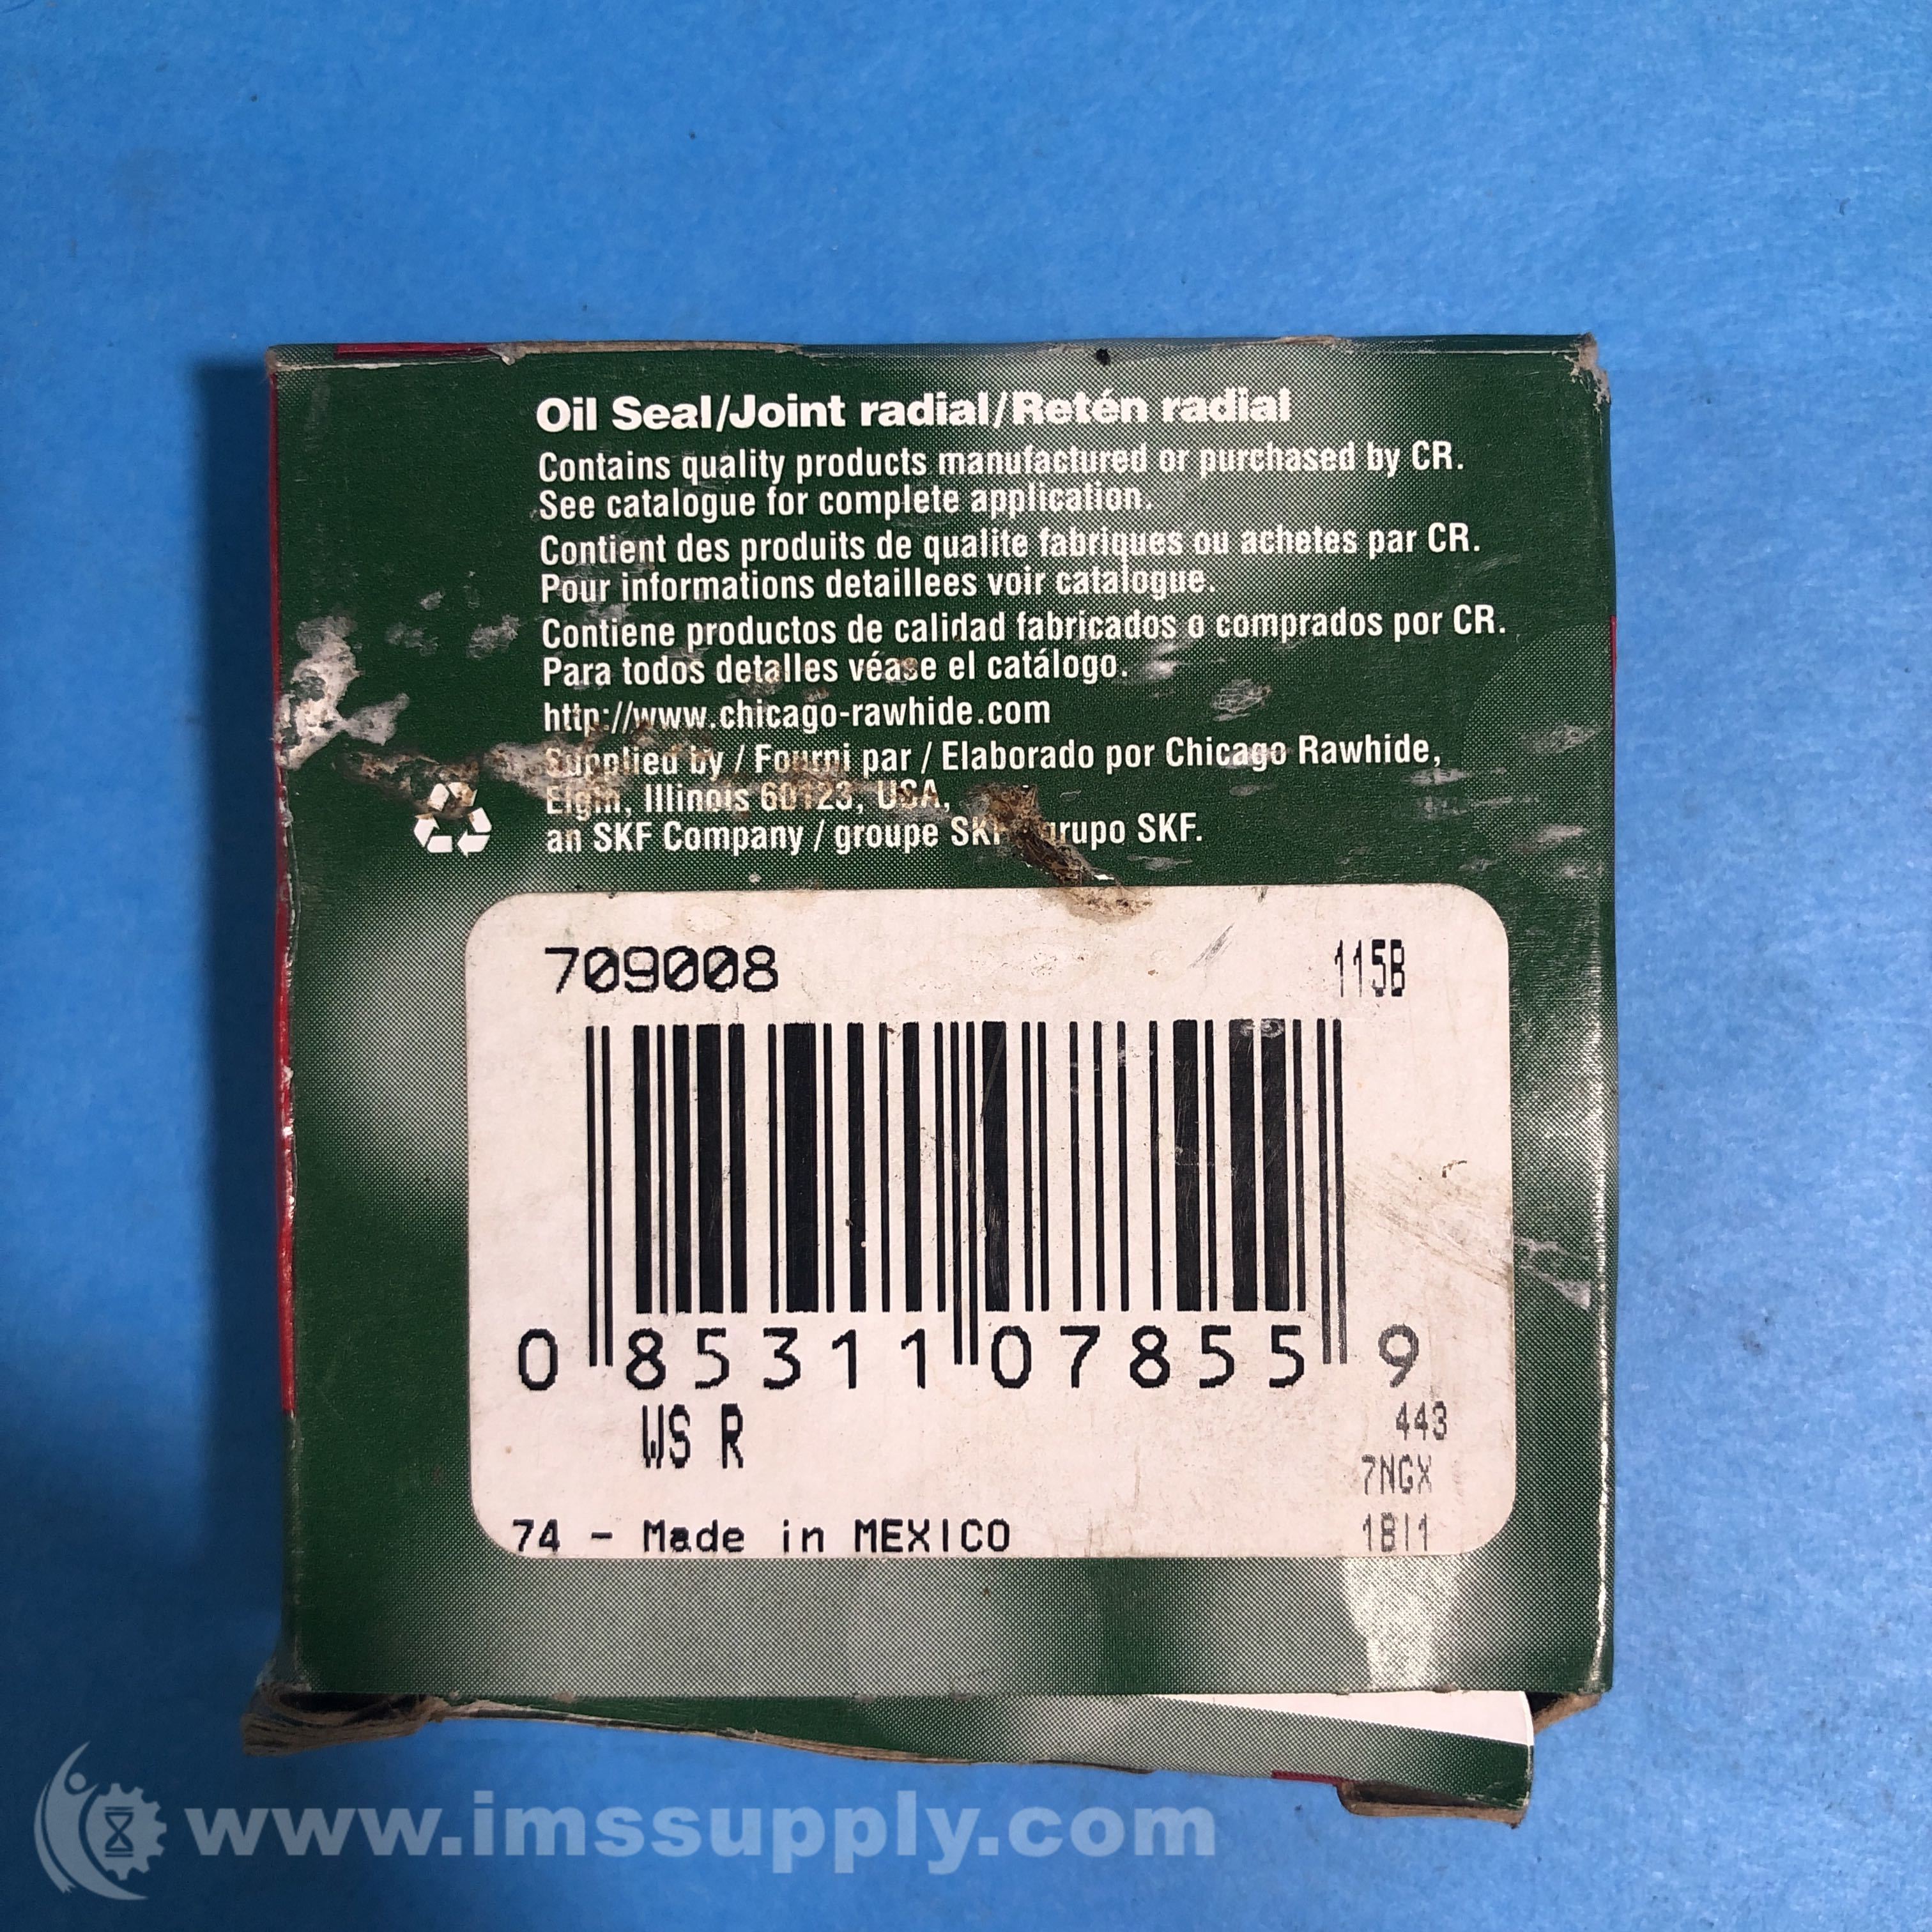 Oil Seal/Joint radial/Retén radial
Contains quality products manufactured or purchased by CR.
See catalogue for complete application.
Contient des produits de qualite fabriques ou achetes par CR.
Pour informations detaillees voir catalogue.
Contiene productos de calidad fabricados o comprados por CR.
Para todos detalles véase el catálogo.
http://www.chicago-rawhide.com
Supplied by / Fourni par / Elaborado por Chicago Rawhide,
Elgin, Illinois 60123, USA,
an SKF Company / groupe SKF grupo SKF.
709008 115B
0 85311 07855 9
WS R 443
7NGX
74 - Made in MEXICO 1BI1
www.imssupply.com